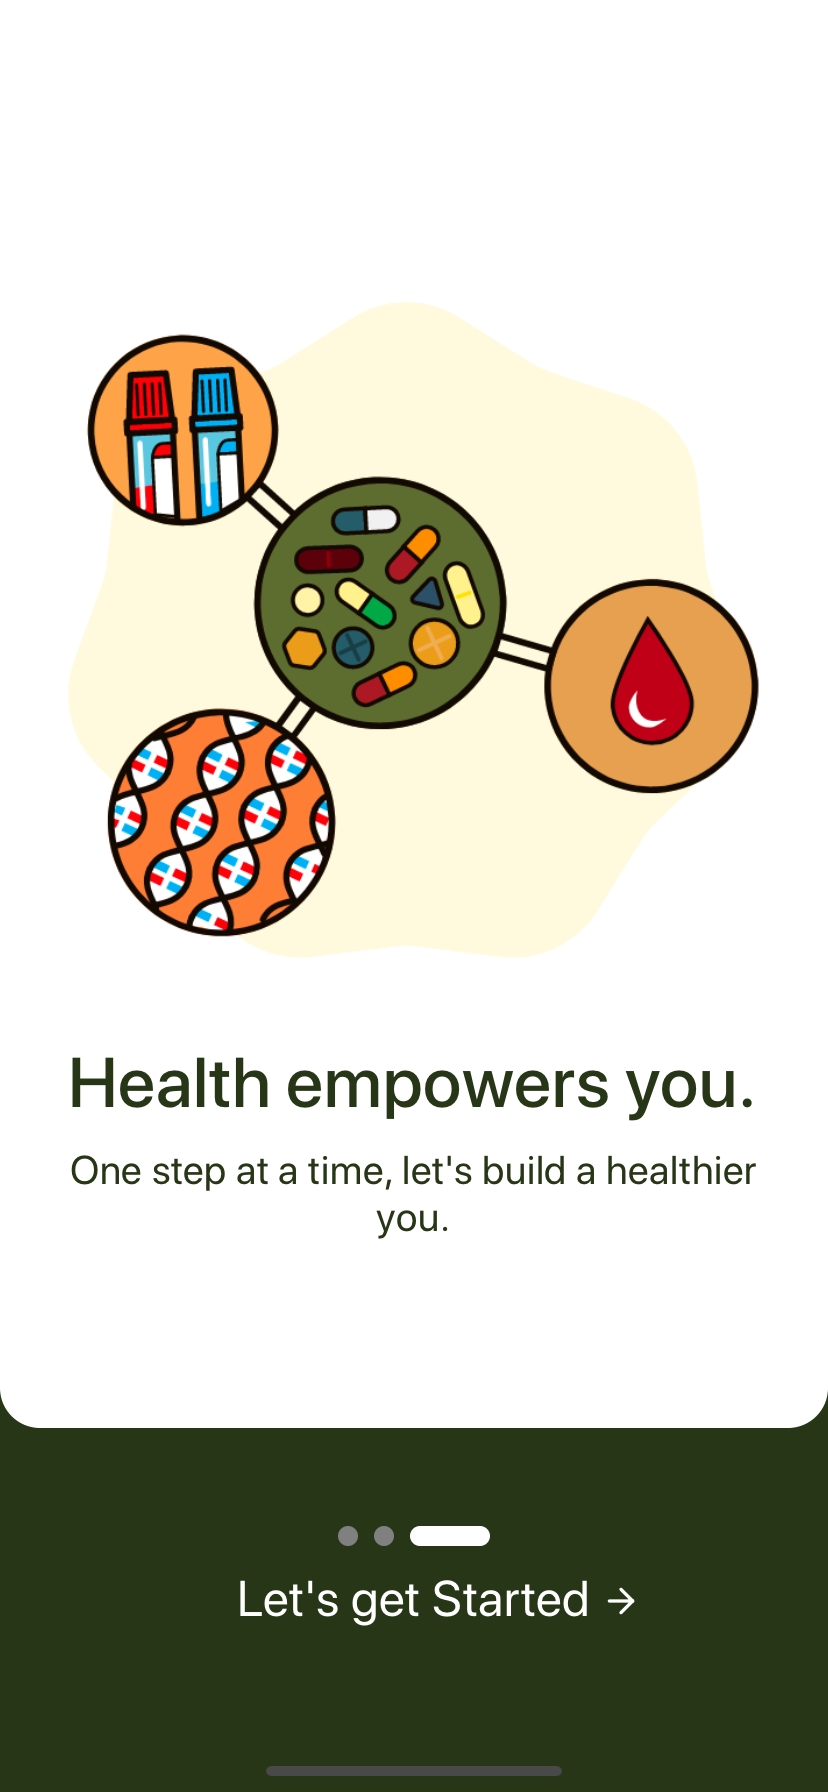 Health empowers you.
One step at a time, let's build a healthier
you.
Let's get Started →